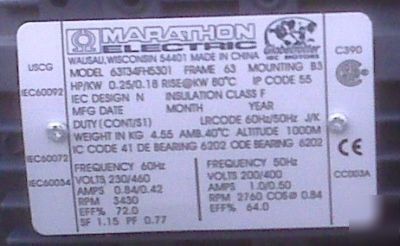 MARATHON
ELECTRIC
Globetrotter
IEC MOTORS
WAUSAU, WISCONSIN 54401
USCG
C390
MODEL 63T34FH5301 FRAME 63 MOUNTING B3
HP/KW 0.25/0.18 RISE@KW 80°C IP CODE 55
IEC60092
IEC DESIGN N INSULATION CLASS F
MFG DATE MONTH YEAR
DUTY (CONT/S1) LRCODE 60Hz/50Hz J/K
WEIGHT IN KG 4.55 AMB.40°C ALTITUDE 1000M
IC CODE 41 DE BEARING 6202 ODE BEARING 6202
IEC60072
FREQUENCY 60Hz FREQUENCY 50Hz
VOLTS 230/460 VOLTS 200/400
IEC60034
CC003A
AMPS 0.84/0.42 AMPS 1.0/0.50
RPM 3430 RPM 2760 COSø 0.84
EFF% 72.0 EFF% 64.0
SF 1.15 PF 0.77